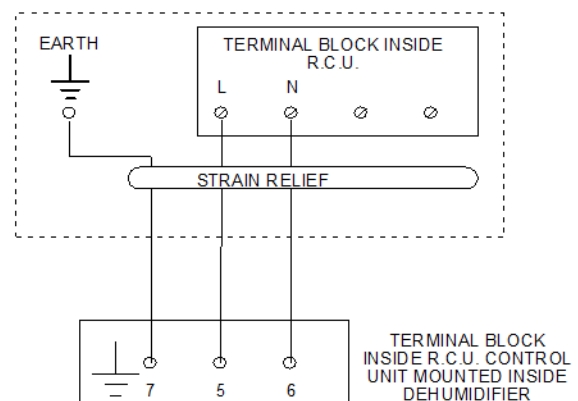 EARTH
TERMINAL BLOCK INSIDE
R.C.U.
L N
STRAIN RELIEF
TERMINAL BLOCK
INSIDE R.C.U. CONTROL
UNIT MOUNTED INSIDE
DEHUMIDIFIER
7 5 6